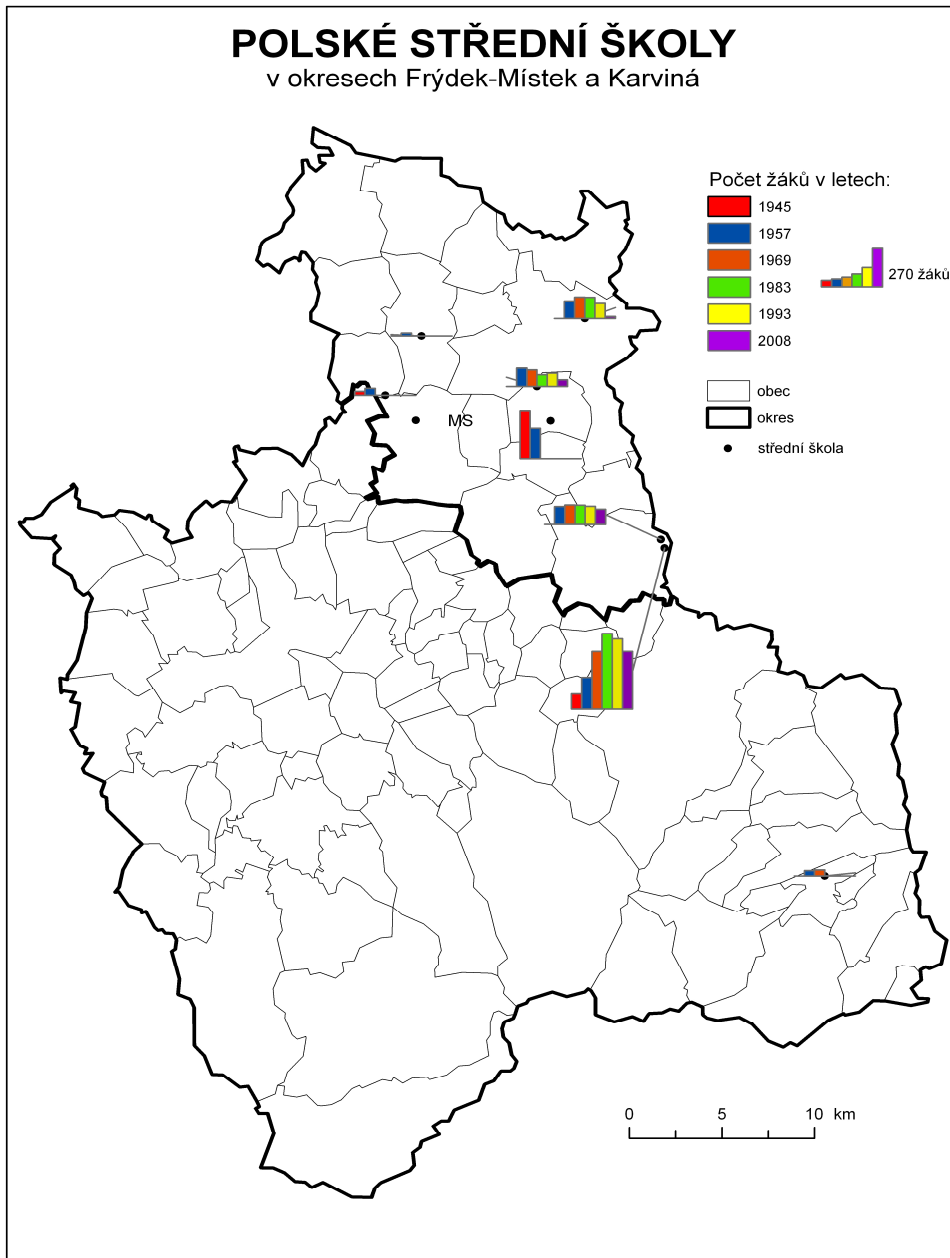 POLSKÉ STŘEDNÍ ŠKOLY
v okresech Frýdek-Místek a Karviná
Počet žáků v letech:
1945
1957
1969
1983
1993
2008
270 žáků
obec
okres
střední škola
MS
0 5 10 km